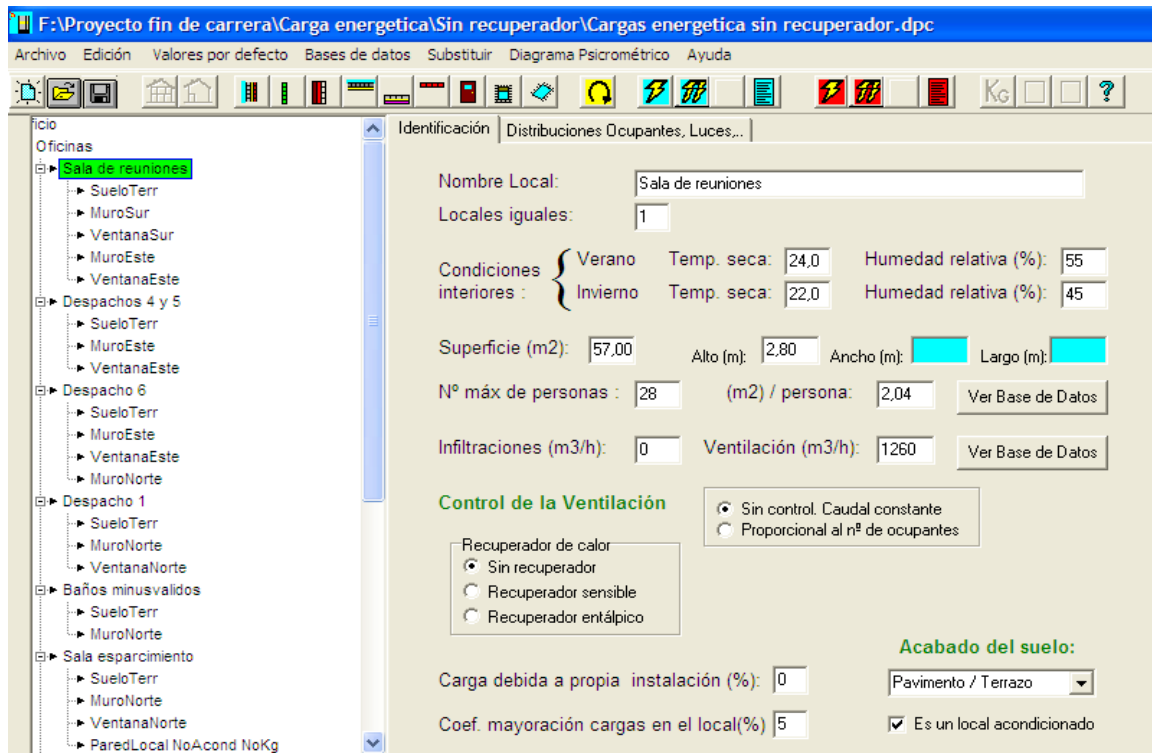 F:\Proyecto fin de carrera\Carga energetica\Sin recuperador\Cargas energetica sin recuperador.dpc
Archivo Edición Valores por defecto Bases de datos Substituir Diagrama Psicrométrico Ayuda
KG ?
ficio
Oficinas
Sala de reuniones
SueloTerr
MuroSur
VentanaSur
MuroEste
VentanaEste
Despachos 4 y 5
SueloTerr
MuroEste
VentanaEste
Despacho 6
SueloTerr
MuroEste
VentanaEste
MuroNorte
Despacho 1
SueloTerr
MuroNorte
VentanaNorte
Baños minusvalidos
SueloTerr
MuroNorte
Sala esparcimiento
SueloTerr
MuroNorte
VentanaNorte
ParedLocal NoAcond NoKg
Identificación Distribuciones Ocupantes, Luces,..
Nombre Local: Sala de reuniones
Locales iguales: 1
Condiciones interiores :
Verano Temp. seca: 24,0 Humedad relativa (%): 55
Invierno Temp. seca: 22,0 Humedad relativa (%): 45
Superficie (m2): 57,00 Alto (m): 2,80 Ancho (m): Largo (m):
Nº máx de personas : 28 (m2) / persona: 2,04 Ver Base de Datos
Infiltraciones (m3/h): 0 Ventilación (m3/h): 1260 Ver Base de Datos
Control de la Ventilación
Sin control. Caudal constante
Proporcional al nº de ocupantes
Recuperador de calor
Sin recuperador
Recuperador sensible
Recuperador entálpico
Acabado del suelo:
Carga debida a propia instalación (%): 0 Pavimento / Terrazo
Coef. mayoración cargas en el local(%) 5 Es un local acondicionado